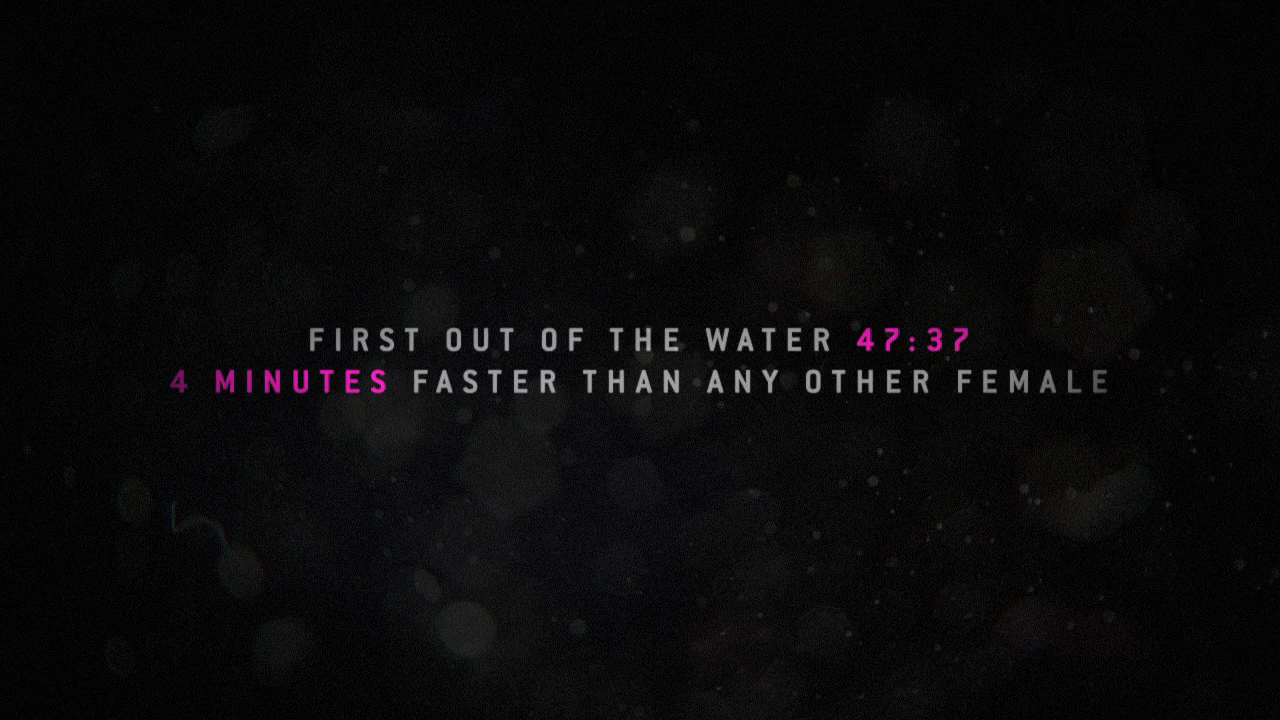 FIRST OUT OF THE WATER 47:37
4 MINUTES FASTER THAN ANY OTHER FEMALE